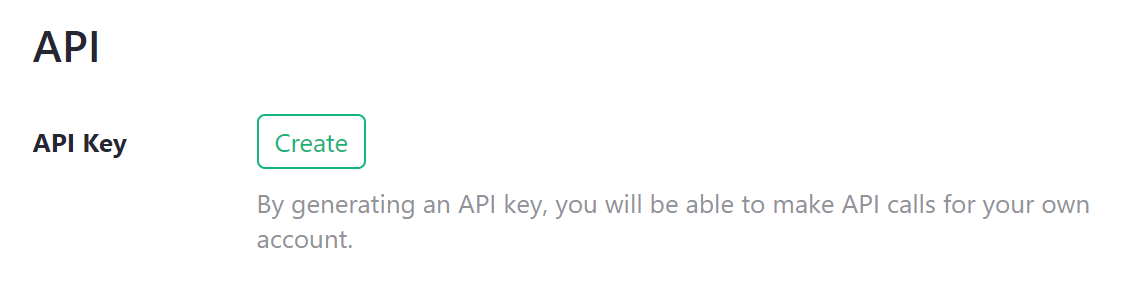 API
API Key
Create
By generating an API key, you will be able to make API calls for your own
account.